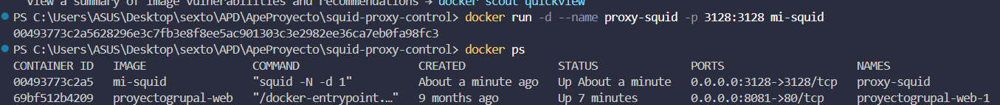 View a summary of image vulnerabilities and recommendations → docker scout quickview
PS C:\Users\ASUS\Desktop\sexto\APD\ApeProyecto\squid-proxy-control> docker run -d --name proxy-squid -p 3128:3128 mi-squid
00493773c2a5628296e3c7fb3e8f8ee5ac901303c3e2982ee36ca7eb0fa98fc3
PS C:\Users\ASUS\Desktop\sexto\APD\ApeProyecto\squid-proxy-control> docker ps
CONTAINER ID   IMAGE               COMMAND                  CREATED              STATUS              PORTS                    NAMES
00493773c2a5   mi-squid            "squid -N -d 1"          About a minute ago   Up About a minute   0.0.0.0:3128->3128/tcp   proxy-squid
69bf512b4209   proyectogrupal-web   "/docker-entrypoint.…"   9 months ago         Up 7 minutes        0.0.0.0:8081->80/tcp     proyectogrupal-web-1